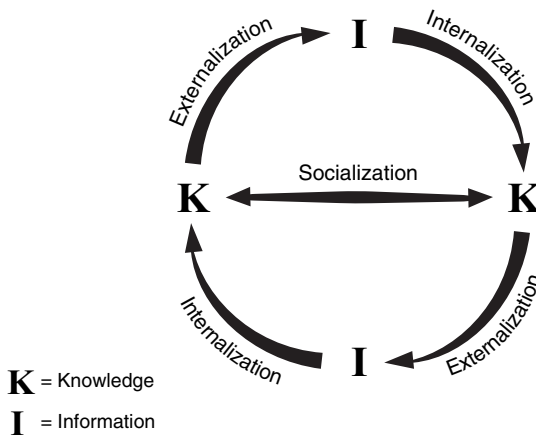 I
Externalization
Internalization
Socialization
K
K
Internalization
I
Externalization
K = Knowledge
I = Information